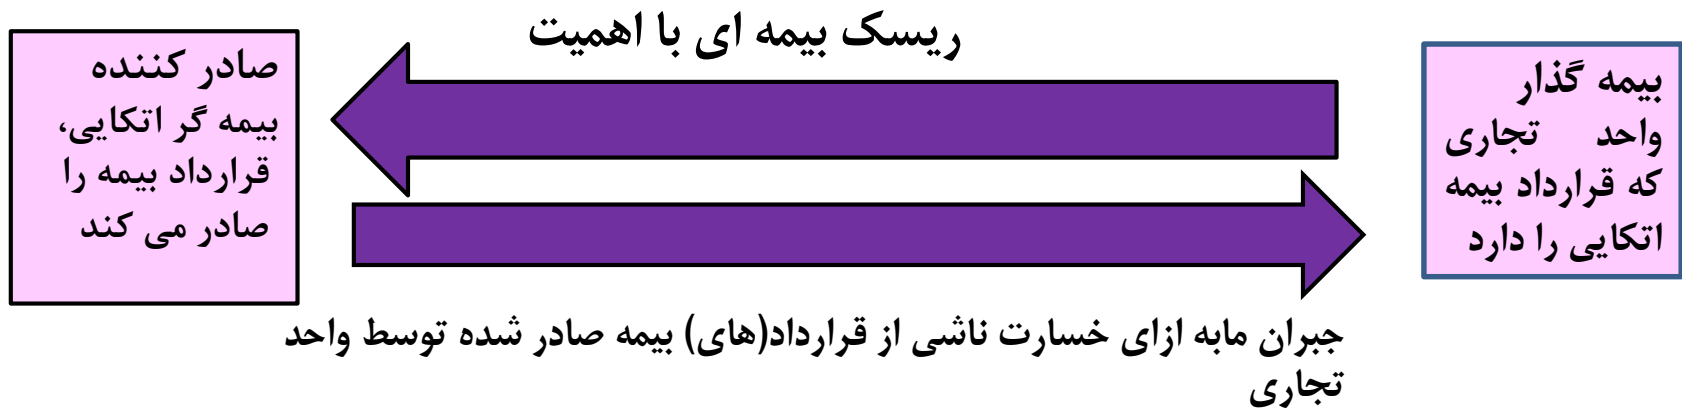 ریسک بیمه ای با اهمیت
بیمه گذار
واحد تجاری
که قرارداد بیمه
اتکایی را دارد
صادر کننده
بیمه گر اتکایی،
قرارداد بیمه را
صادر می کند
جبران مابه ازای خسارت ناشی از قرارداد(های) بیمه صادر شده توسط واحد
تجاری